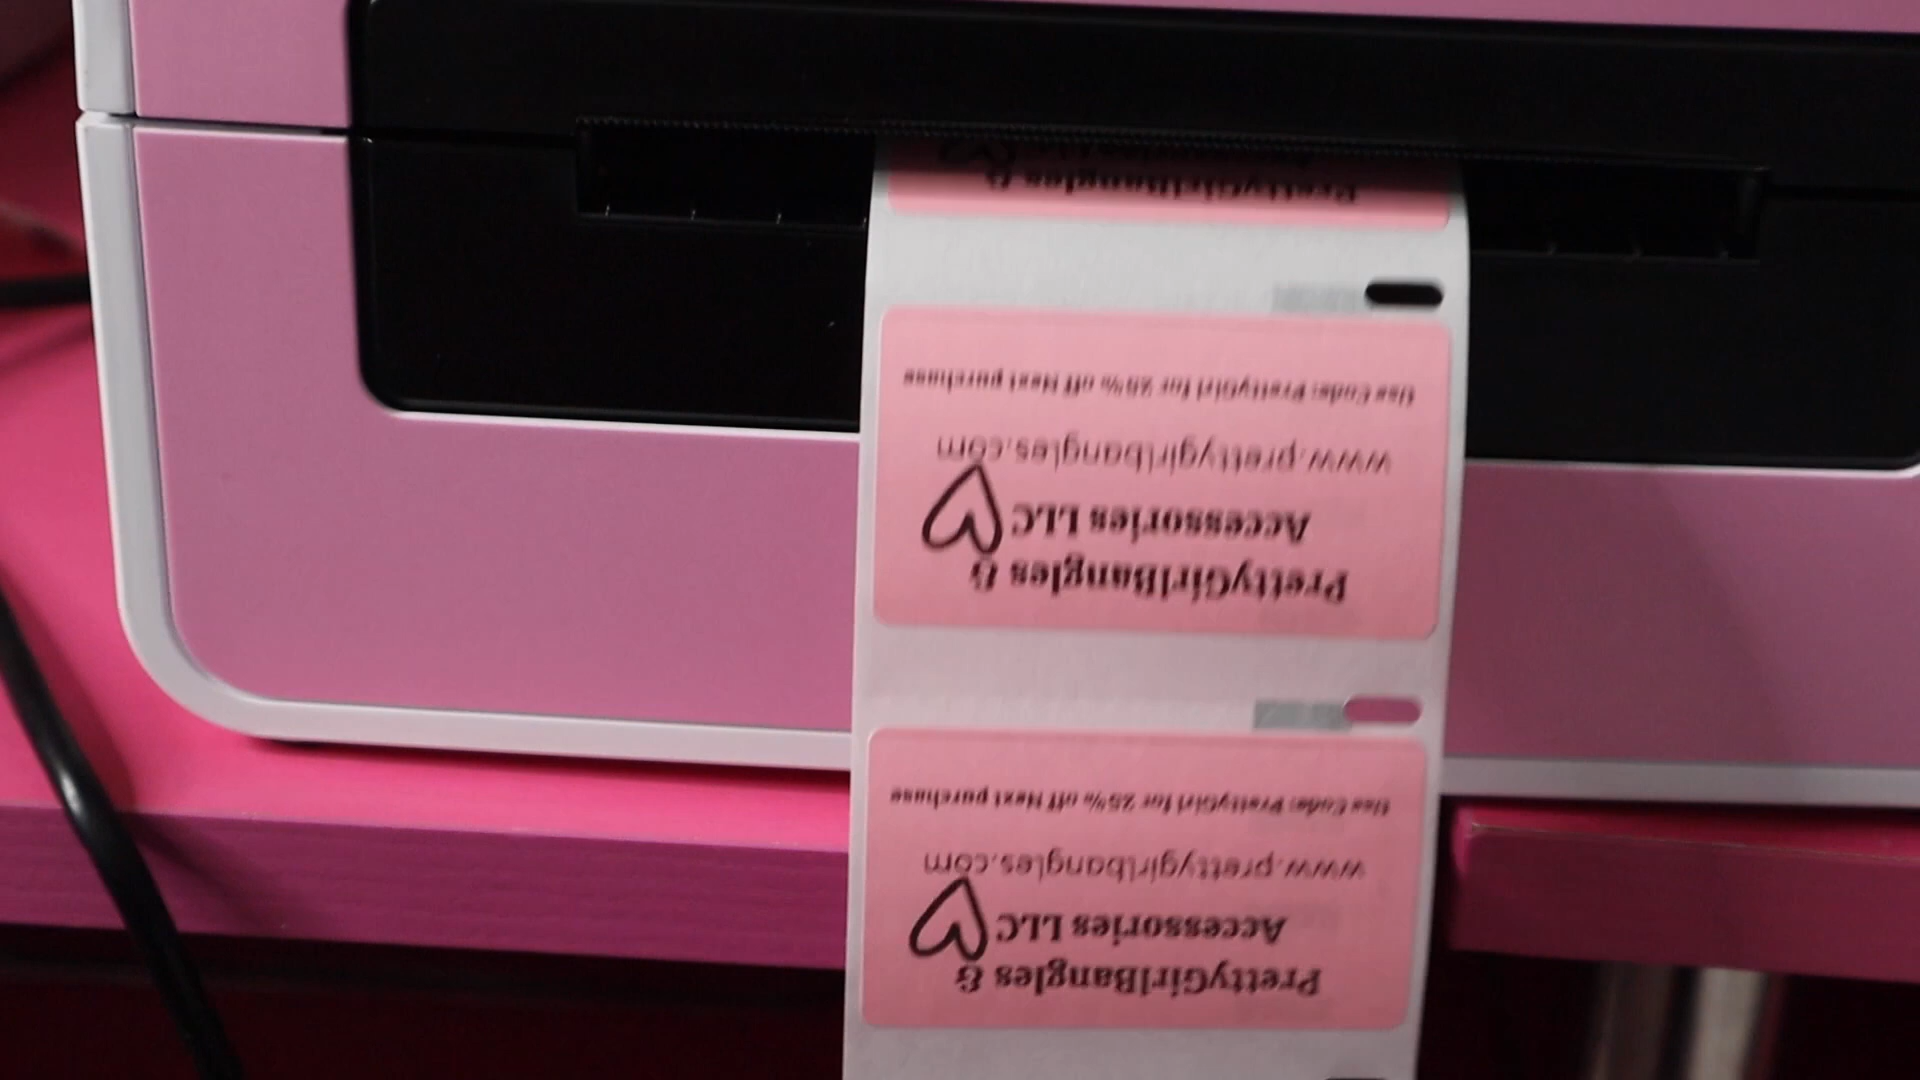 PrettyGirlBangles &
PrettyGirlBangles &
Accessories LLC
www.prettygirlbangles.com
Use Code: PrettyGirl for 25% off Next purchase
PrettyGirlBangles &
Accessories LLC
www.prettygirlbangles.com
Use Code: PrettyGirl for 25% off Next purchase